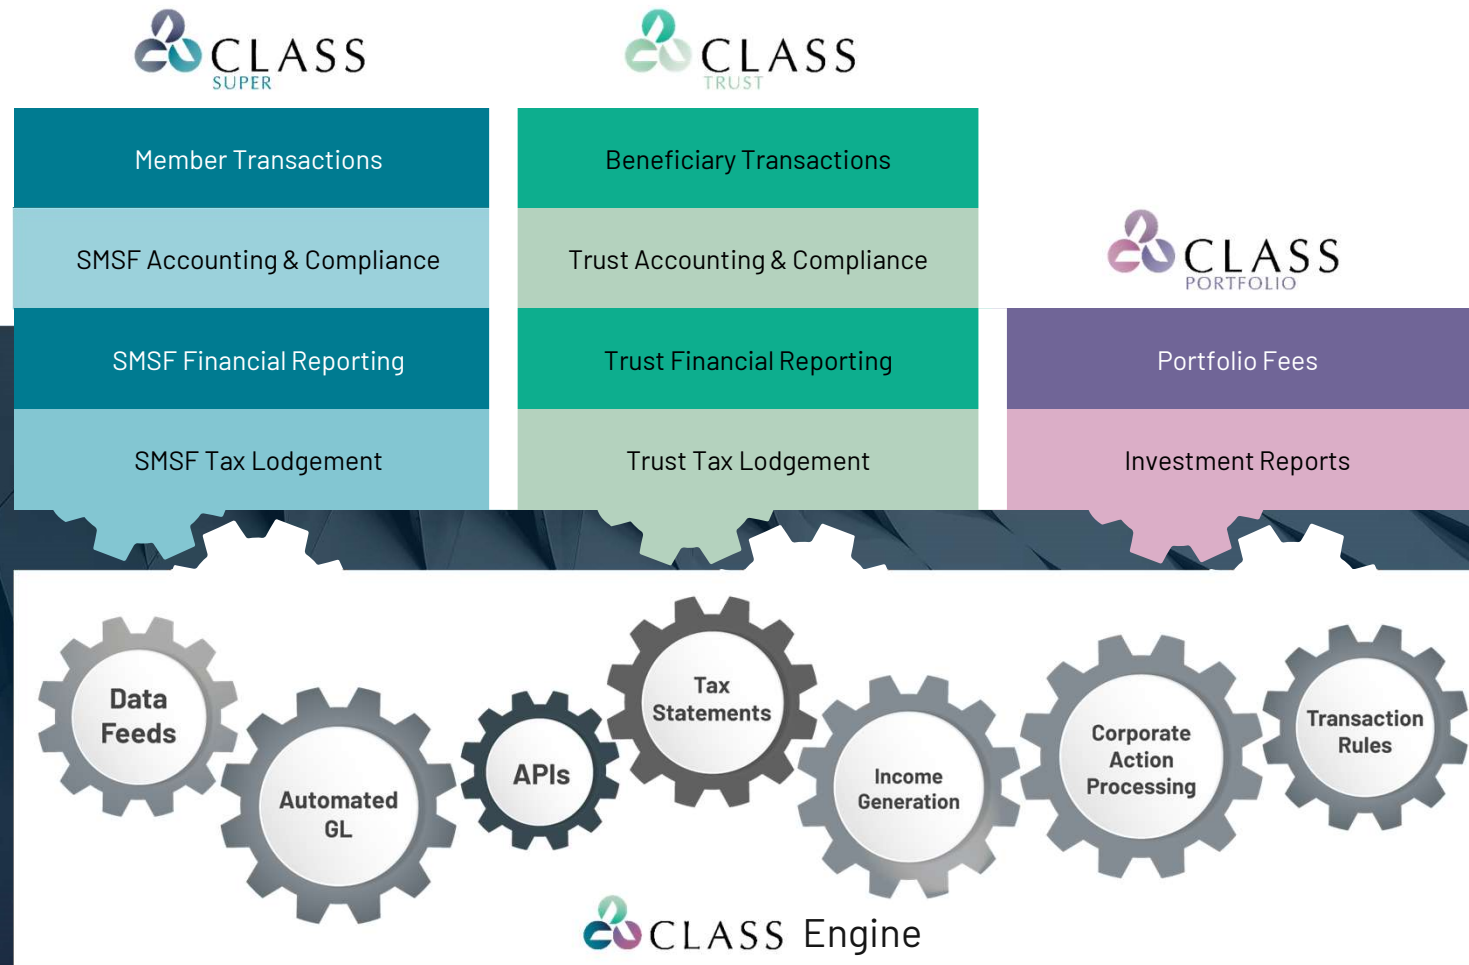 CLASS
SUPER
Member Transactions
SMSF Accounting & Compliance
SMSF Financial Reporting
SMSF Tax Lodgement
CLASS
TRUST
Beneficiary Transactions
Trust Accounting & Compliance
Trust Financial Reporting
Trust Tax Lodgement
CLASS
PORTFOLIO
Portfolio Fees
Investment Reports
Data
Feeds
Automated
GL
APIs
Tax
Statements
Income
Generation
Corporate
Action
Processing
Transaction
Rules
CLASS Engine